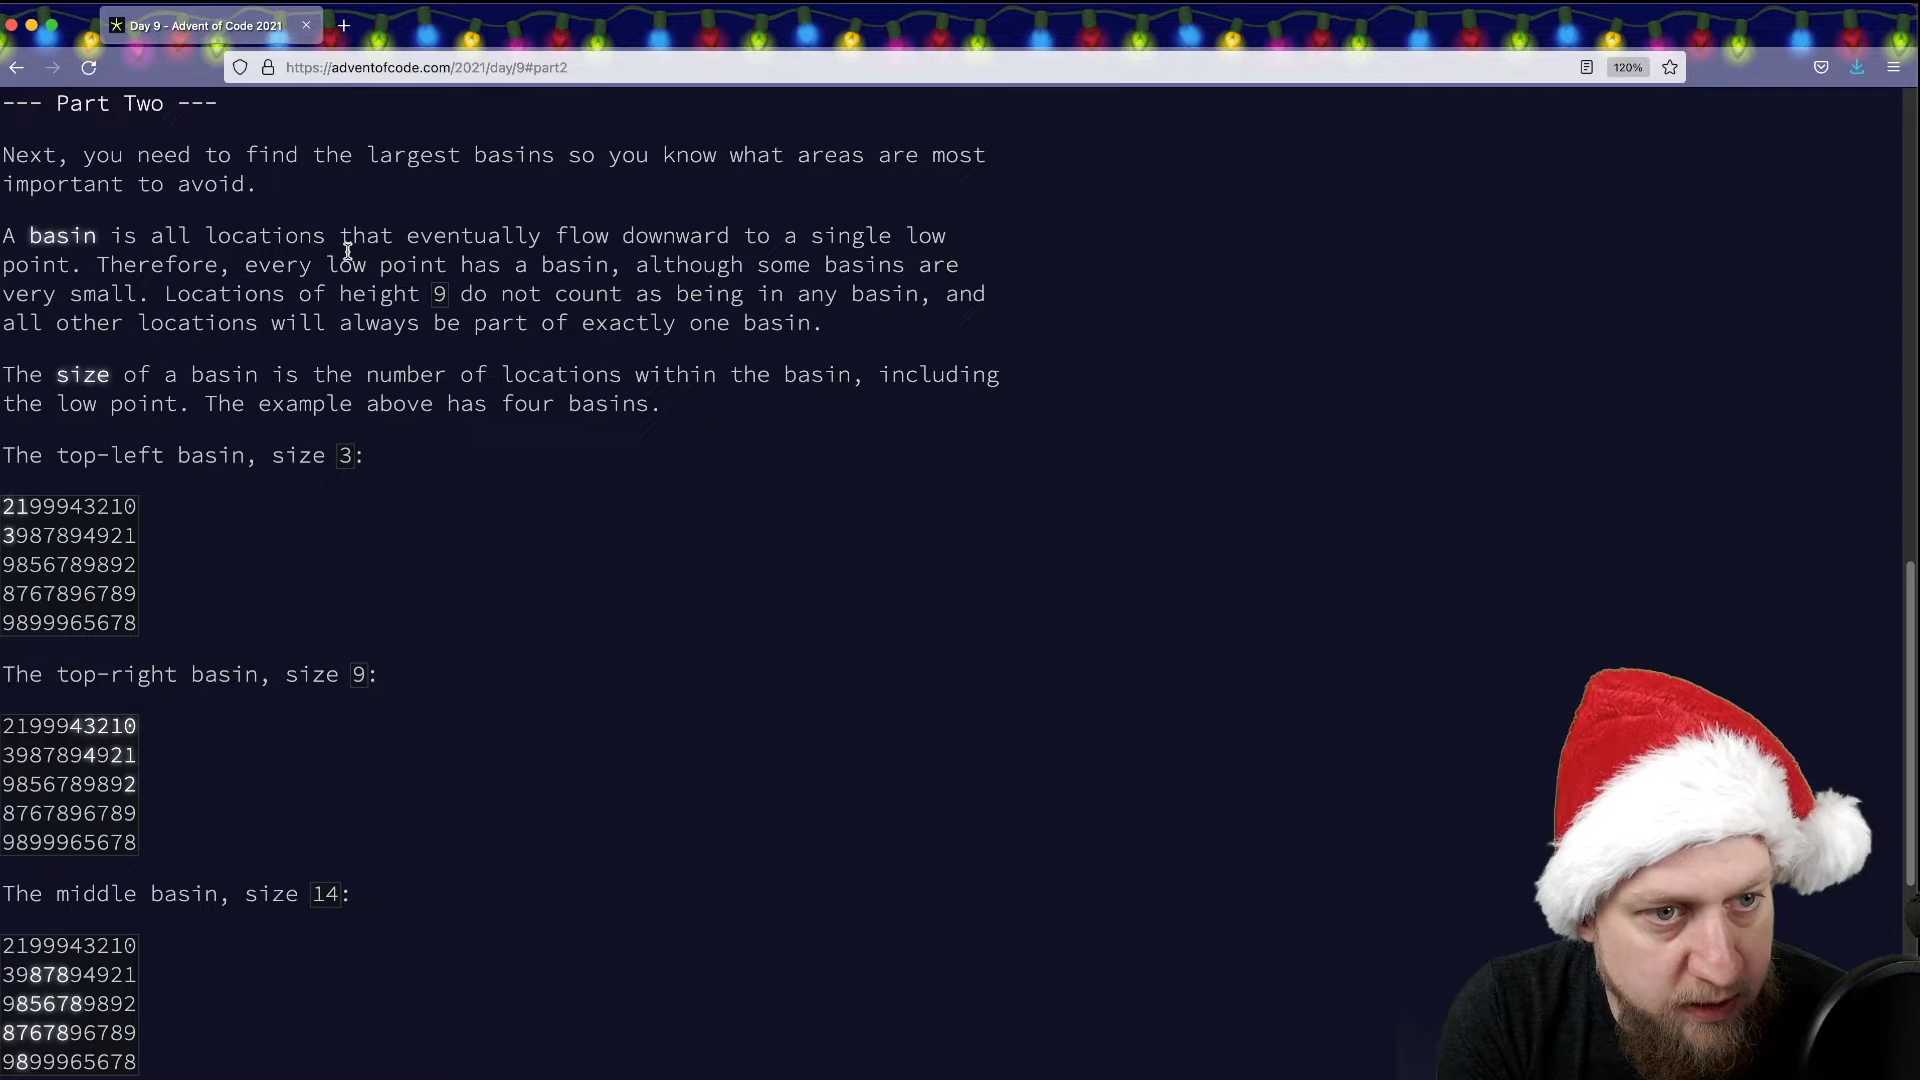 Day 9 - Advent of Code 2021
https://adventofcode.com/2021/day/9#part2
120%
--- Part Two ---
Next, you need to find the largest basins so you know what areas are most
important to avoid.
A basin is all locations that eventually flow downward to a single low
point. Therefore, every low point has a basin, although some basins are
very small. Locations of height 9 do not count as being in any basin, and
all other locations will always be part of exactly one basin.
The size of a basin is the number of locations within the basin, including
the low point. The example above has four basins.
The top-left basin, size 3:
2199943210
3987894921
9856789892
8767896789
9899965678
The top-right basin, size 9:
2199943210
3987894921
9856789892
8767896789
9899965678
The middle basin, size 14:
2199943210
3987894921
9856789892
8767896789
9899965678